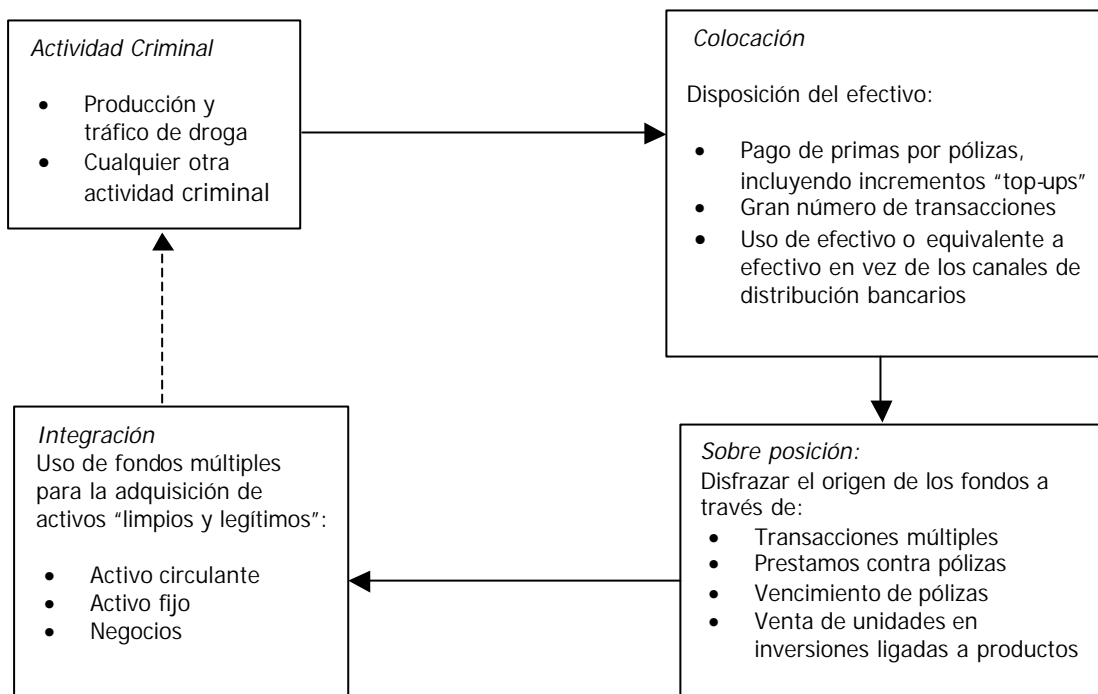 Actividad Criminal
• Producción y
tráfico de droga
• Cualquier otra
actividad criminal
Colocación
Disposición del efectivo:
• Pago de primas por pólizas,
incluyendo incrementos “top-ups”
• Gran número de transacciones
• Uso de efectivo o equivalente a
efectivo en vez de los canales de
distribución bancarios
Sobre posición:
Disfrazar el origen de los fondos a
través de:
• Transacciones múltiples
• Prestamos contra pólizas
• Vencimiento de pólizas
• Venta de unidades en
inversiones ligadas a productos
Integración
Uso de fondos múltiples
para la adquisición de
activos “limpios y legítimos”:
• Activo circulante
• Activo fijo
• Negocios